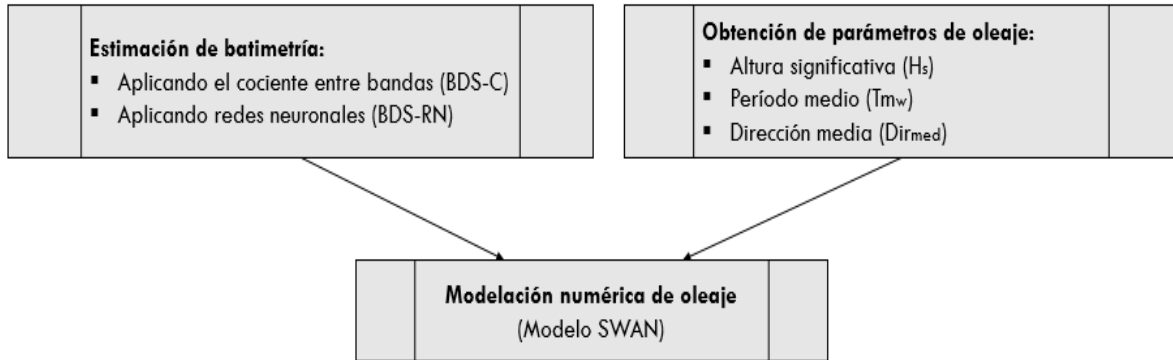 Estimación de batimetría:
▪ Aplicando el cociente entre bandas (BDS-C)
▪ Aplicando redes neuronales (BDS-RN)
Obtención de parámetros de oleaje:
▪ Altura significativa (Hs)
▪ Período medio (Tmw)
▪ Dirección media (Dirmed)
Modelación numérica de oleaje
(Modelo SWAN)